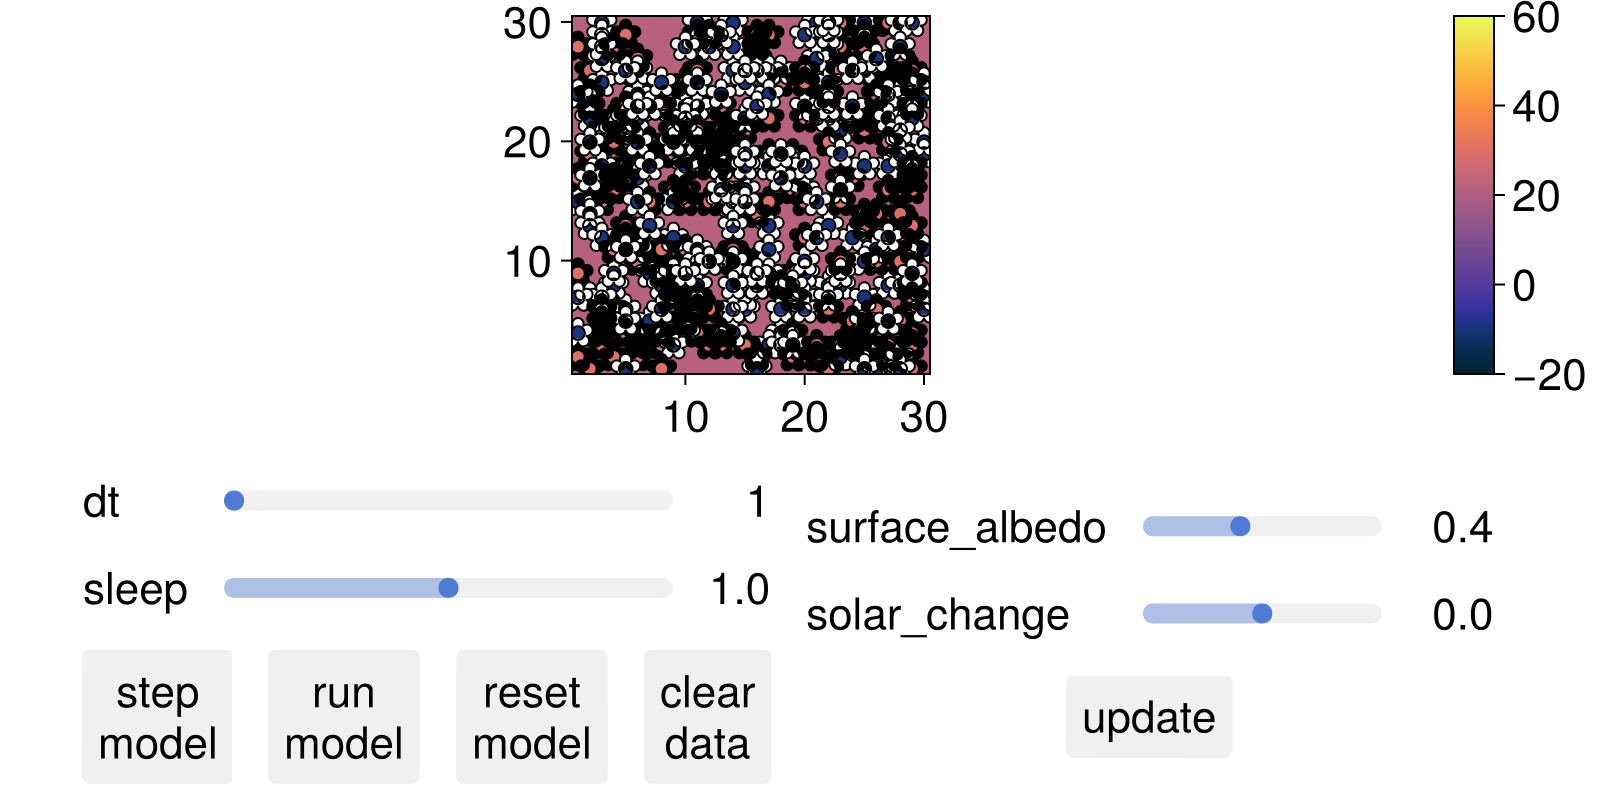 30
20
10
10 20 30
60
40
20
0
−20
dt 1
sleep 1.0
surface_albedo 0.4
solar_change 0.0
step
model
run
model
reset
model
clear
data
update